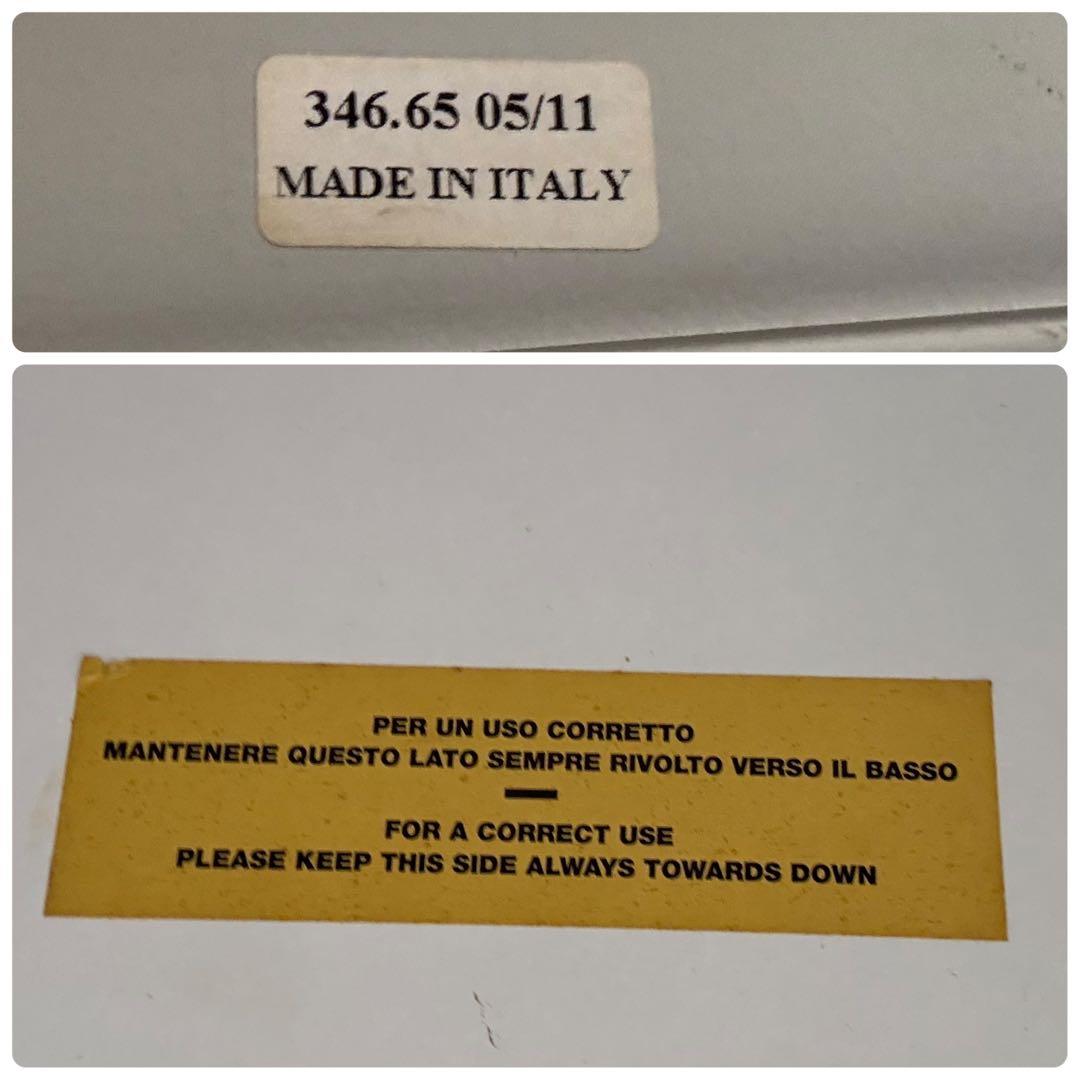 346.65 05/11
MADE IN ITALY
PER UN USO CORRETTO
MANTENERE QUESTO LATO SEMPRE RIVOLTO VERSO IL BASSO
—
FOR A CORRECT USE
PLEASE KEEP THIS SIDE ALWAYS TOWARDS DOWN